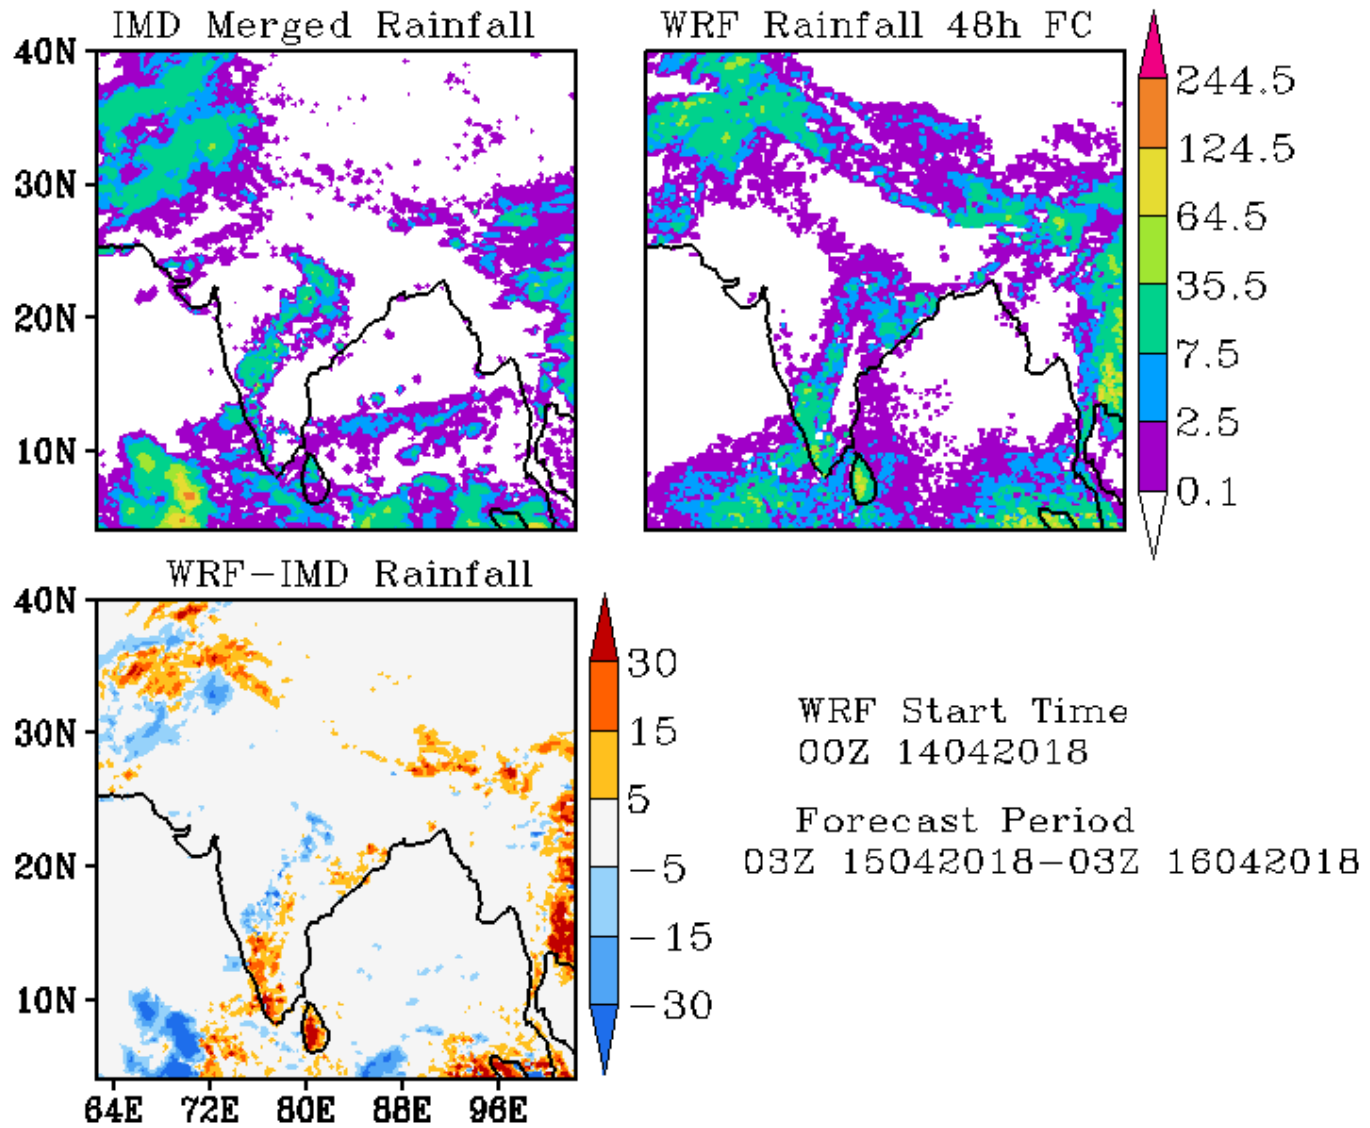 IMD Merged Rainfall
WRF Rainfall 48h FC
40N
30N
20N
10N
244.5
124.5
64.5
35.5
7.5
2.5
0.1
WRF-IMD Rainfall
40N
30N
20N
10N
64E 72E 80E 88E 96E
30
15
5
-5
-15
-30
WRF Start Time
00Z 14042018
Forecast Period
03Z 15042018-03Z 16042018